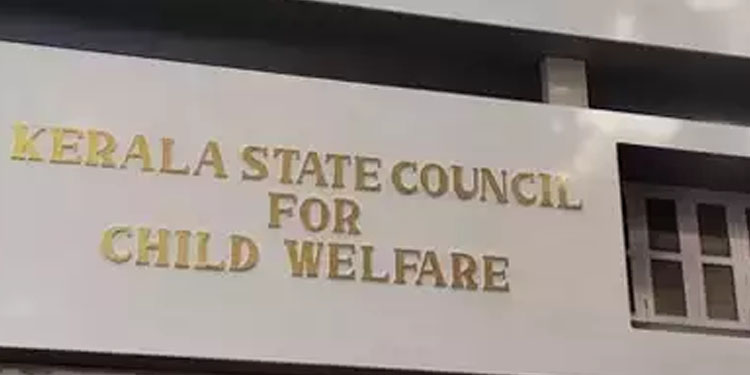 KERALA STATE COUNCIL
FOR
CHILD WELFARE